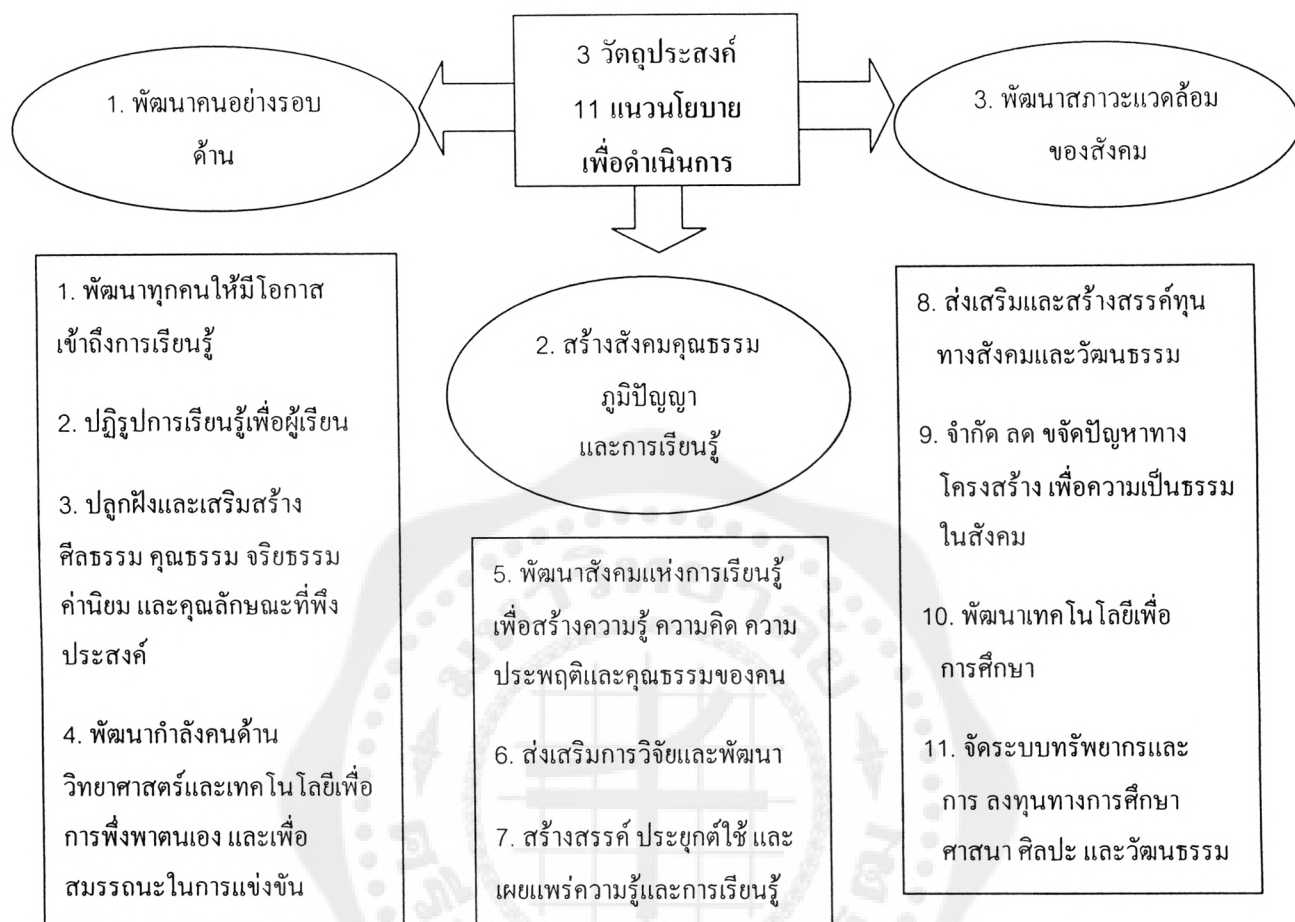 3 วัตถุประสงค์
11 แนวนโยบาย
เพื่อดำเนินการ
1. พัฒนาคนอย่างรอบ
ด้าน
3. พัฒนาสภาวะแวดล้อม
ของสังคม
2. สร้างสังคมคุณธรรม
ภูมิปัญญา
และการเรียนรู้
1. พัฒนาทุกคนให้มีโอกาส
เข้าถึงการเรียนรู้
2. ปฏิรูปการเรียนรู้เพื่อผู้เรียน
3. ปลูกฝังและเสริมสร้าง
ศีลธรรม คุณธรรม จริยธรรม
ค่านิยม และคุณลักษณะที่พึง
ประสงค์
4. พัฒนากำลังคนด้าน
วิทยาศาสตร์และเทคโนโลยีเพื่อ
การพึ่งพาตนเอง และเพื่อ
สมรรถนะในการแข่งขัน
5. พัฒนาสังคมแห่งการเรียนรู้
เพื่อสร้างความรู้ ความคิด ความ
ประพฤติและคุณธรรมของคน
6. ส่งเสริมการวิจัยและพัฒนา
7. สร้างสรรค์ ประยุกต์ใช้ และ
เผยแพร่ความรู้และการเรียนรู้
8. ส่งเสริมและสร้างสรรค์ทุน
ทางสังคมและวัฒนธรรม
9. จำกัด ลด ขจัดปัญหาทาง
โครงสร้าง เพื่อความเป็นธรรม
ในสังคม
10. พัฒนาเทคโนโลยีเพื่อ
การศึกษา
11. จัดระบบทรัพยากรและ
การ ลงทุนทางการศึกษา
ศาสนา ศิลปะ และวัฒนธรรม